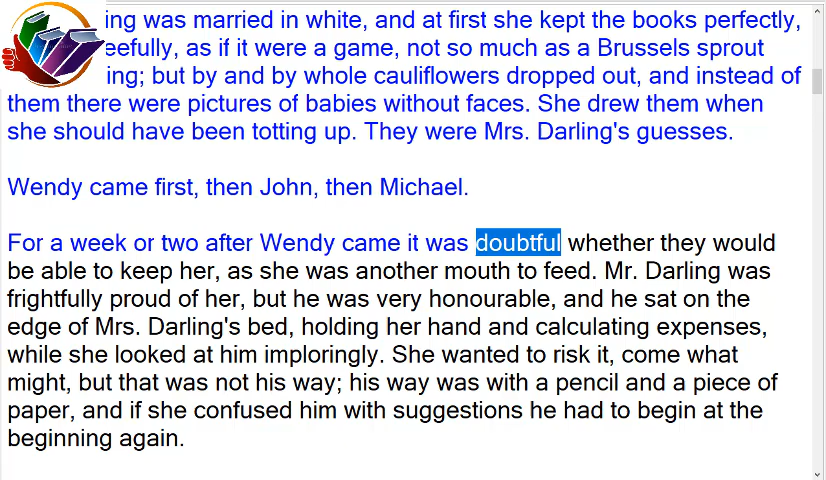 ing was married in white, and at first she kept the books perfectly,
eefully, as if it were a game, not so much as a Brussels sprout
ing; but by and by whole cauliflowers dropped out, and instead of
them there were pictures of babies without faces. She drew them when
she should have been totting up. They were Mrs. Darling's guesses.
Wendy came first, then John, then Michael.
For a week or two after Wendy came it was doubtful whether they would
be able to keep her, as she was another mouth to feed. Mr. Darling was
frightfully proud of her, but he was very honourable, and he sat on the
edge of Mrs. Darling's bed, holding her hand and calculating expenses,
while she looked at him imploringly. She wanted to risk it, come what
might, but that was not his way; his way was with a pencil and a piece of
paper, and if she confused him with suggestions he had to begin at the
beginning again.